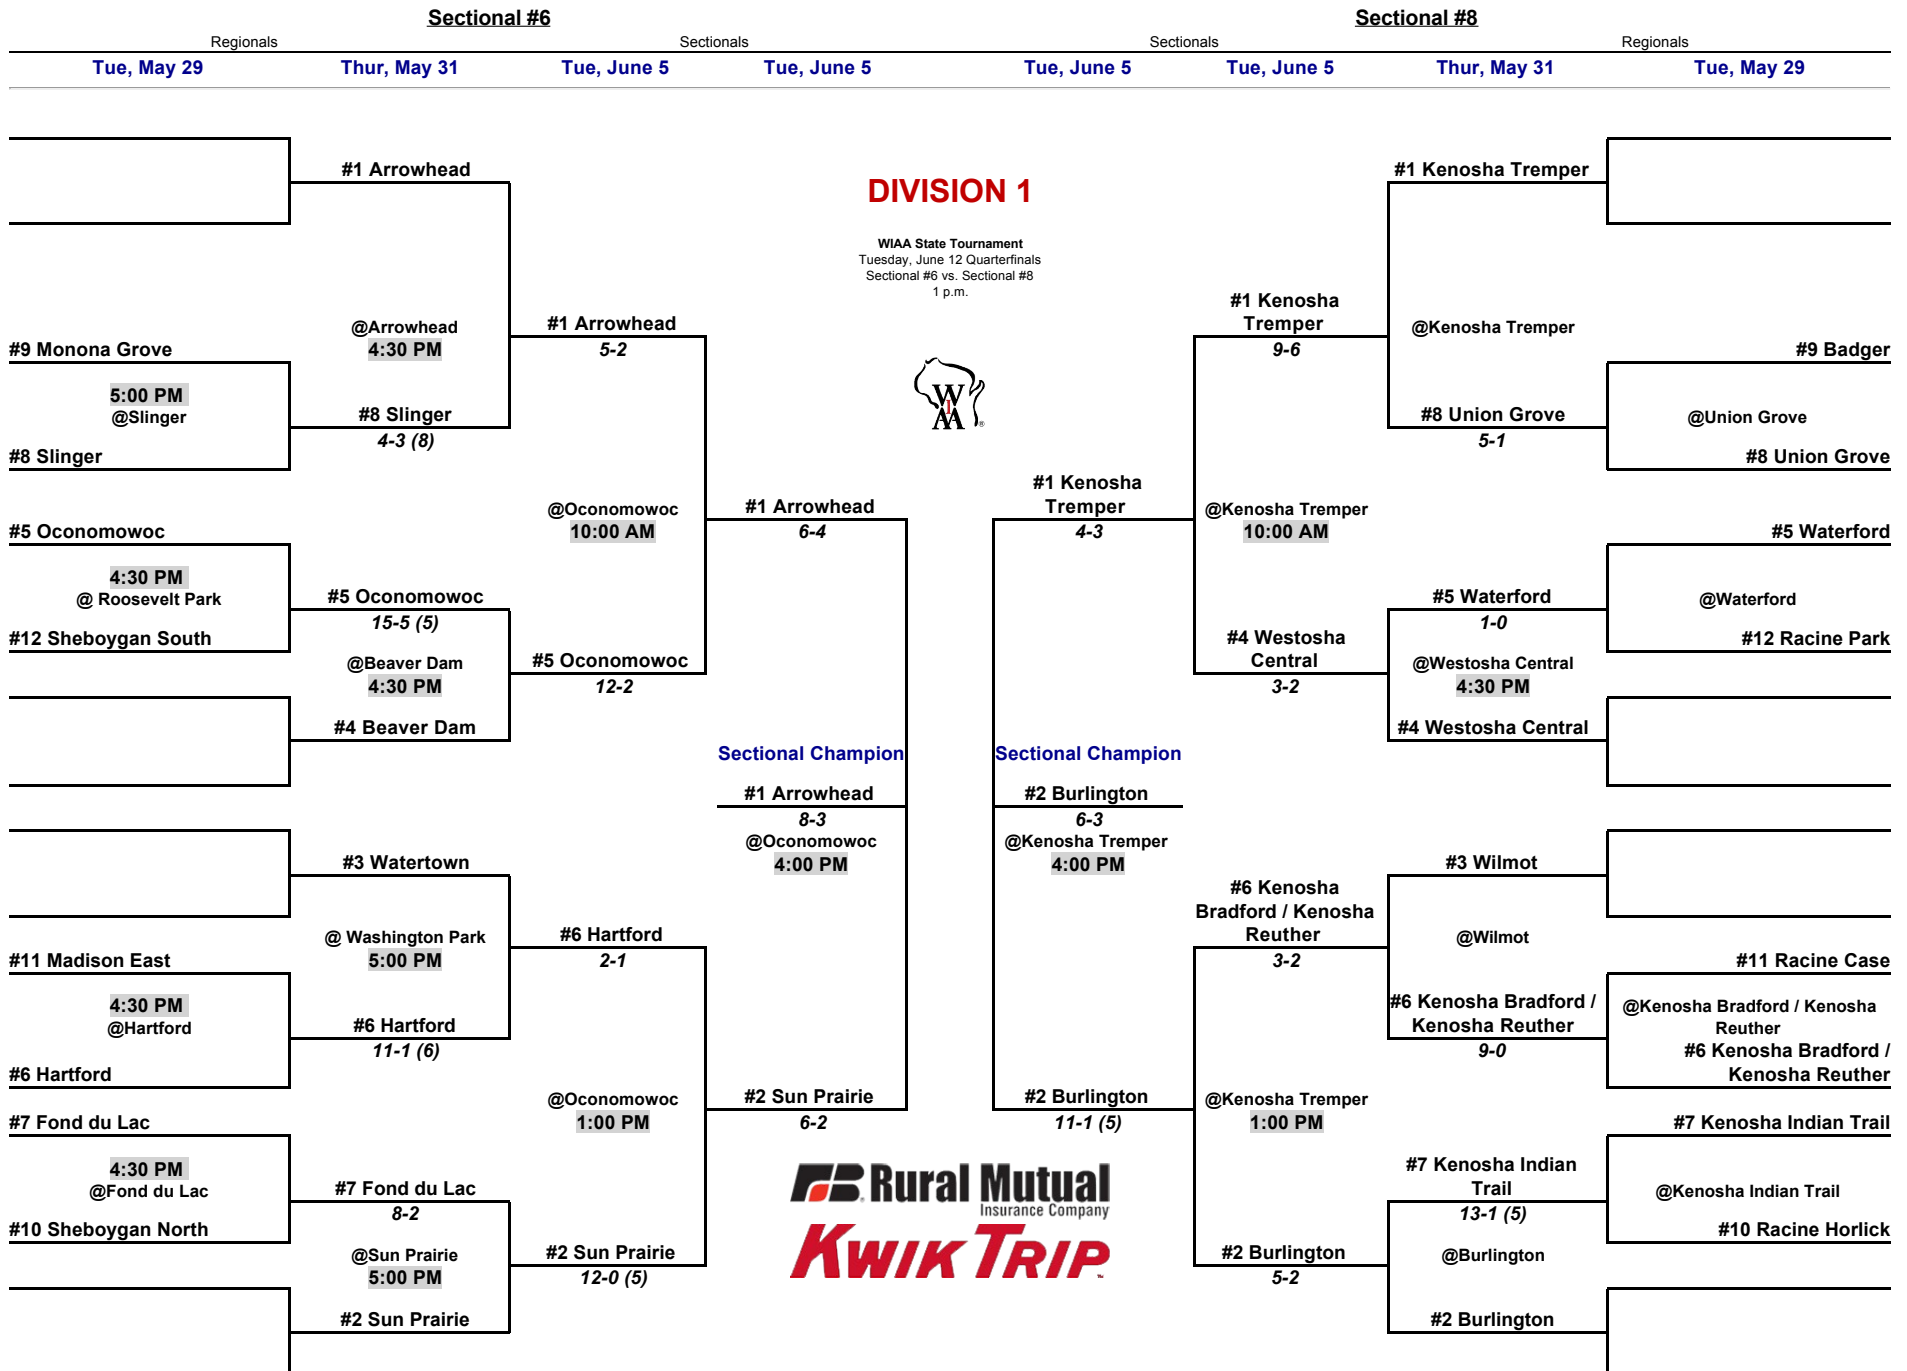 Sectional #6
Sectional #8
Regionals
Sectionals
Sectionals
Regionals
Tue, May 29
Thur, May 31
Tue, June 5
Tue, June 5
Tue, June 5
Tue, June 5
Thur, May 31
Tue, May 29
DIVISION 1
WIAA State Tournament
Tuesday, June 12 Quarterfinals
Sectional #6 vs. Sectional #8
1 p.m.
W
I
AA
®
#9 Monona Grove
5:00 PM
@Slinger
#8 Slinger
#5 Oconomowoc
4:30 PM
@ Roosevelt Park
#12 Sheboygan South
#11 Madison East
4:30 PM
@Hartford
#6 Hartford
#7 Fond du Lac
4:30 PM
@Fond du Lac
#10 Sheboygan North
#1 Arrowhead
@Arrowhead
4:30 PM
#8 Slinger
4-3 (8)
#5 Oconomowoc
15-5 (5)
@Beaver Dam
4:30 PM
#4 Beaver Dam
#3 Watertown
@ Washington Park
5:00 PM
#6 Hartford
11-1 (6)
#7 Fond du Lac
8-2
@Sun Prairie
5:00 PM
#2 Sun Prairie
#1 Arrowhead
5-2
@Oconomowoc
10:00 AM
#5 Oconomowoc
12-2
#6 Hartford
2-1
@Oconomowoc
1:00 PM
#2 Sun Prairie
12-0 (5)
#1 Arrowhead
6-4
Sectional Champion
#1 Arrowhead
8-3
@Oconomowoc
4:00 PM
#2 Sun Prairie
6-2
#1 Kenosha
Tremper
4-3
Sectional Champion
#2 Burlington
6-3
@Kenosha Tremper
4:00 PM
#2 Burlington
11-1 (5)
#1 Kenosha
Tremper
9-6
@Kenosha Tremper
10:00 AM
#4 Westosha
Central
3-2
#6 Kenosha
Bradford / Kenosha
Reuther
3-2
@Kenosha Tremper
1:00 PM
#2 Burlington
5-2
#1 Kenosha Tremper
@Kenosha Tremper
#8 Union Grove
5-1
#5 Waterford
1-0
@Westosha Central
4:30 PM
#4 Westosha Central
#3 Wilmot
@Wilmot
#6 Kenosha Bradford /
Kenosha Reuther
9-0
#7 Kenosha Indian
Trail
13-1 (5)
@Burlington
#2 Burlington
#9 Badger
@Union Grove
#8 Union Grove
#5 Waterford
@Waterford
#12 Racine Park
#11 Racine Case
@Kenosha Bradford / Kenosha
Reuther
#6 Kenosha Bradford /
Kenosha Reuther
#7 Kenosha Indian Trail
@Kenosha Indian Trail
#10 Racine Horlick
Rural Mutual
Insurance Company
KWIK TRIP